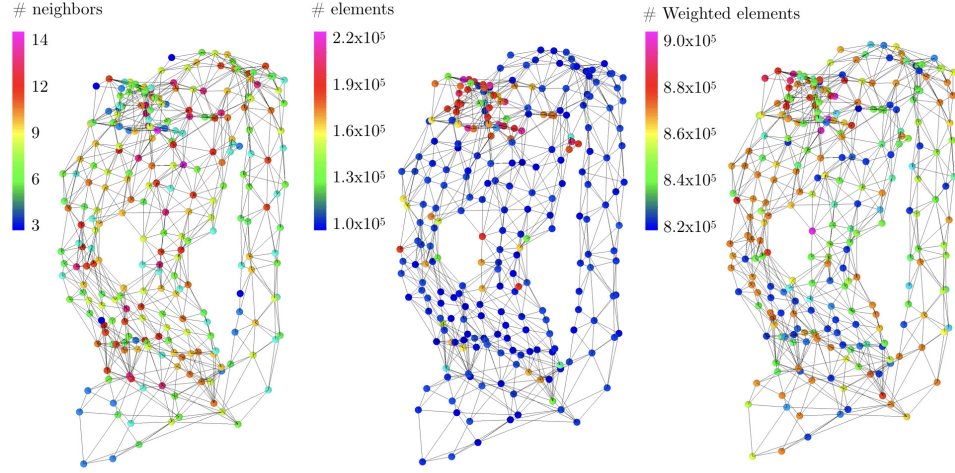 # neighbors
14
12
9
6
3
# elements
2.2x10⁵
1.9x10⁵
1.6x10⁵
1.3x10⁵
1.0x10⁵
# Weighted elements
9.0x10⁵
8.8x10⁵
8.6x10⁵
8.4x10⁵
8.2x10⁵